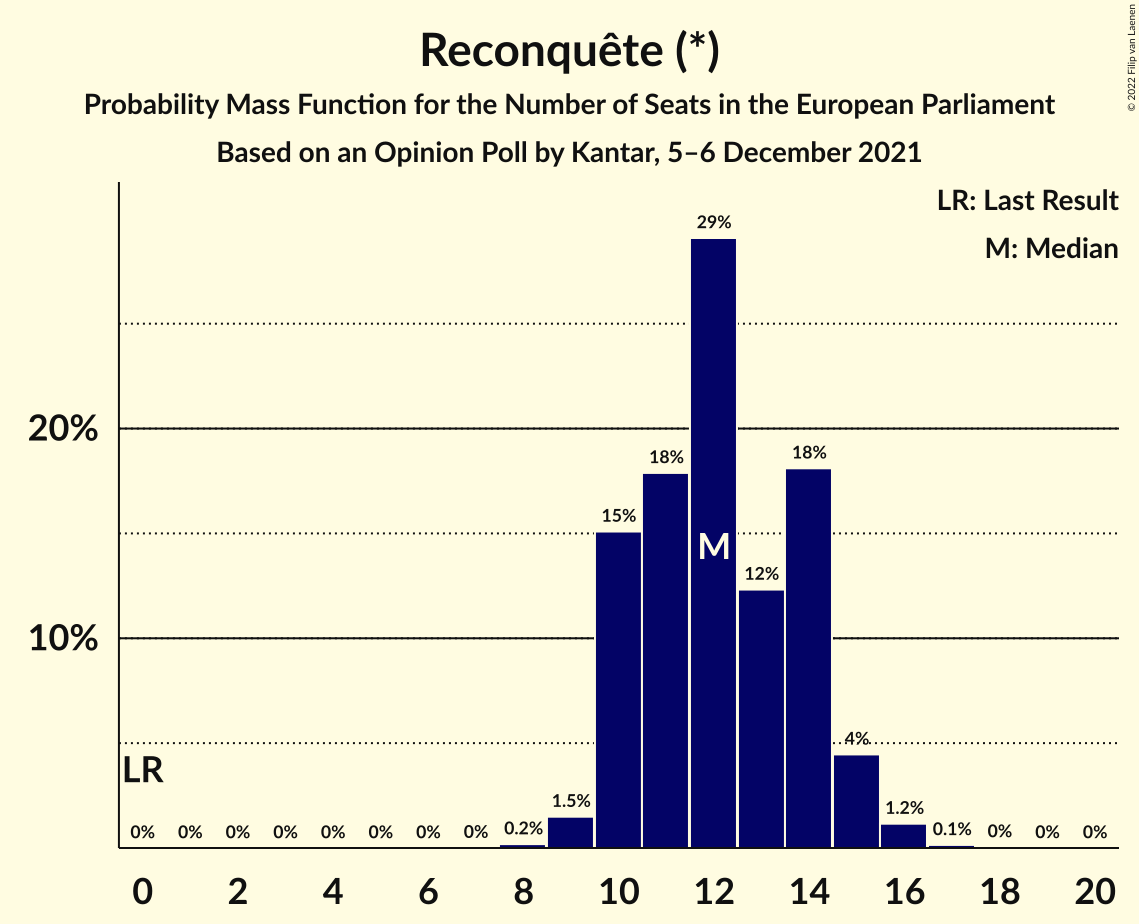 Reconquête (*)
Probability Mass Function for the Number of Seats in the European Parliament
Based on an Opinion Poll by Kantar, 5–6 December 2021
© 2022 Filip van Laenen
LR: Last Result
M: Median
29%
20%
18%
18%
15%
M
12%
10%
LR
4%
0%
0%
0%
0%
0%
0%
0%
0%
0.2%
1.5%
1.2%
0.1%
0%
0%
0%
0 2 4 6 8 10 12 14 16 18 20